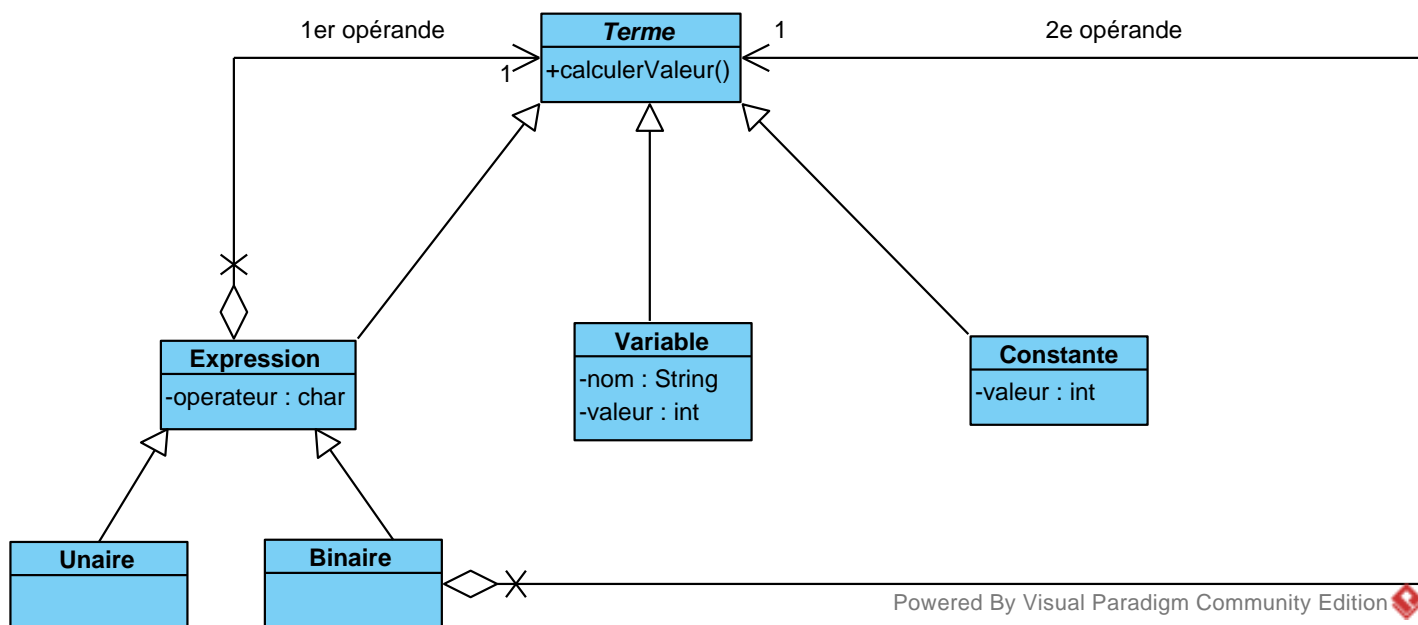 1er opérande
1
Terme
+calculerValeur()
1
2e opérande
Expression
-operateur : char
Variable
-nom : String
-valeur : int
Constante
-valeur : int
Unaire
Binaire
Powered By Visual Paradigm Community Edition